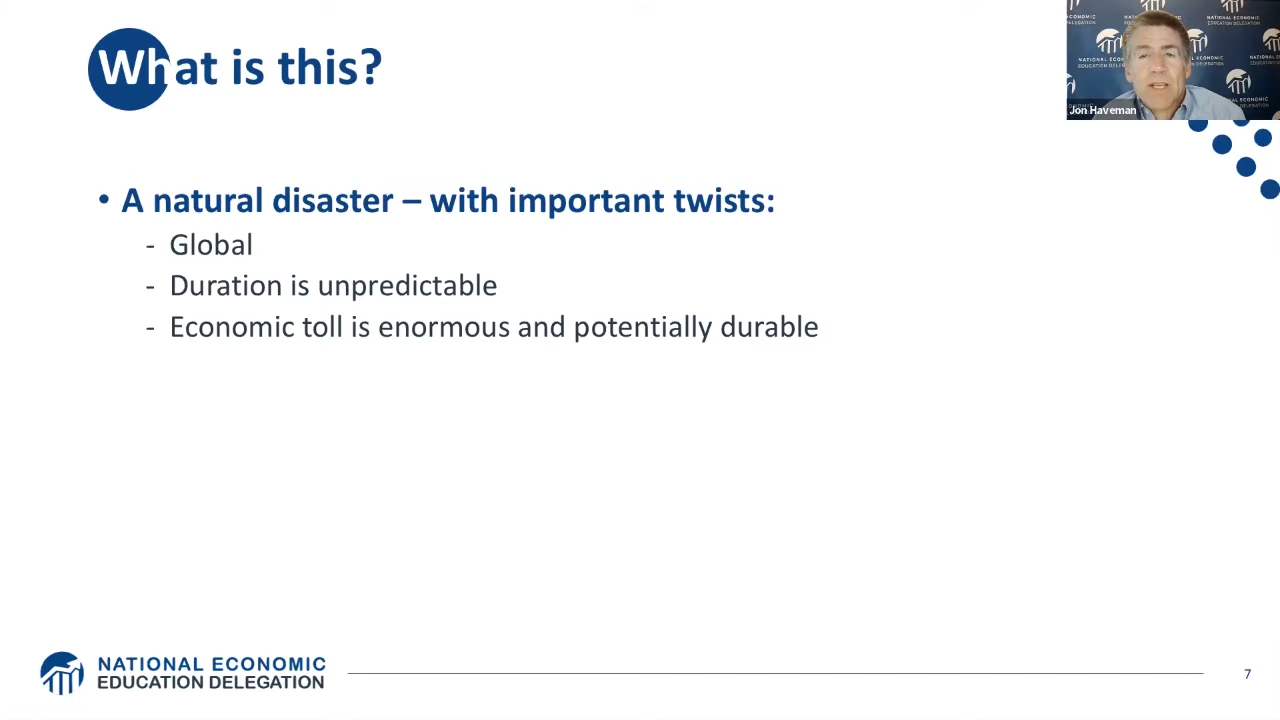 What is this?
• A natural disaster – with important twists:
- Global
- Duration is unpredictable
- Economic toll is enormous and potentially durable
Jon Haveman
NATIONAL ECONOMIC
EDUCATION DELEGATION
7